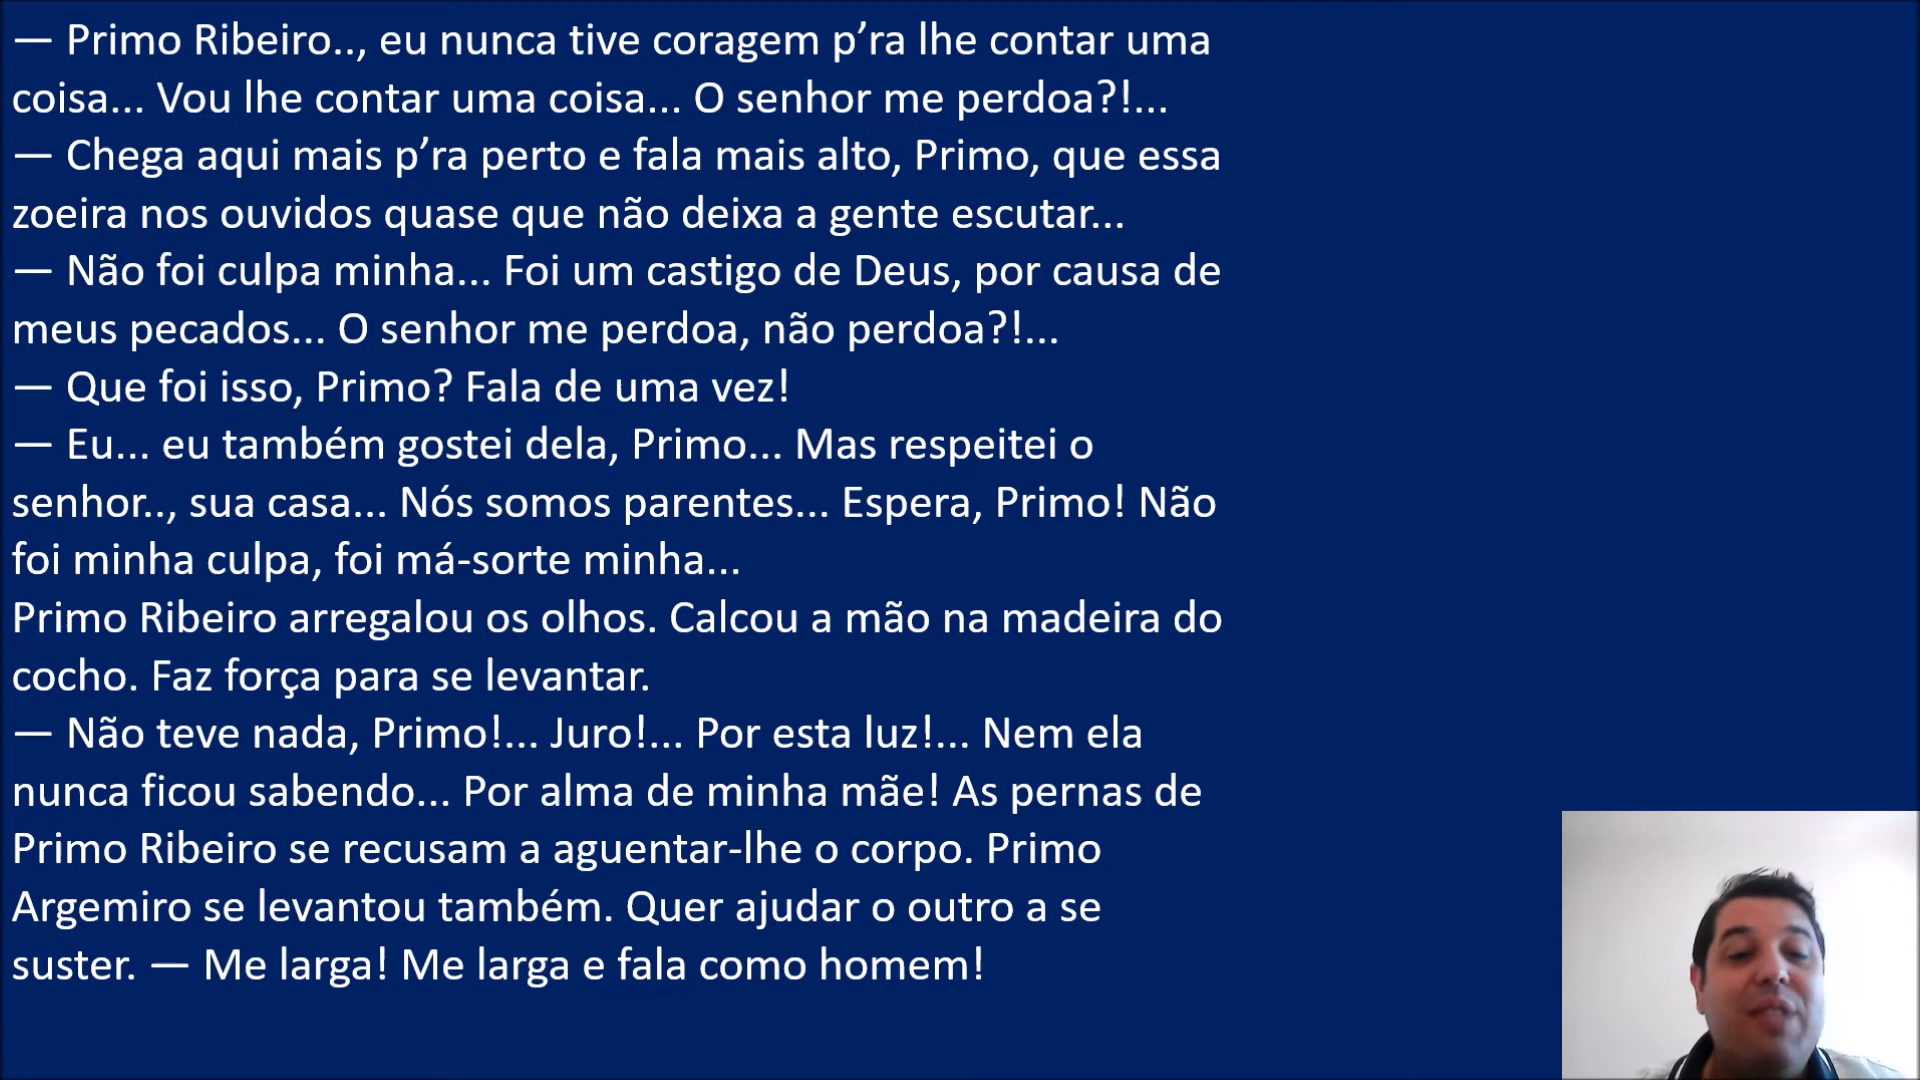 — Primo Ribeiro.., eu nunca tive coragem p’ra lhe contar uma
coisa... Vou lhe contar uma coisa... O senhor me perdoa?!...
— Chega aqui mais p’ra perto e fala mais alto, Primo, que essa
zoeira nos ouvidos quase que não deixa a gente escutar...
— Não foi culpa minha... Foi um castigo de Deus, por causa de
meus pecados... O senhor me perdoa, não perdoa?!...
— Que foi isso, Primo? Fala de uma vez!
— Eu... eu também gostei dela, Primo... Mas respeitei o
senhor.., sua casa... Nós somos parentes... Espera, Primo! Não
foi minha culpa, foi má-sorte minha...
Primo Ribeiro arregalou os olhos. Calcou a mão na madeira do
cocho. Faz força para se levantar.
— Não teve nada, Primo!... Juro!... Por esta luz!... Nem ela
nunca ficou sabendo... Por alma de minha mãe! As pernas de
Primo Ribeiro se recusam a aguentar-lhe o corpo. Primo
Argemiro se levantou também. Quer ajudar o outro a se
suster. — Me larga! Me larga e fala como homem!